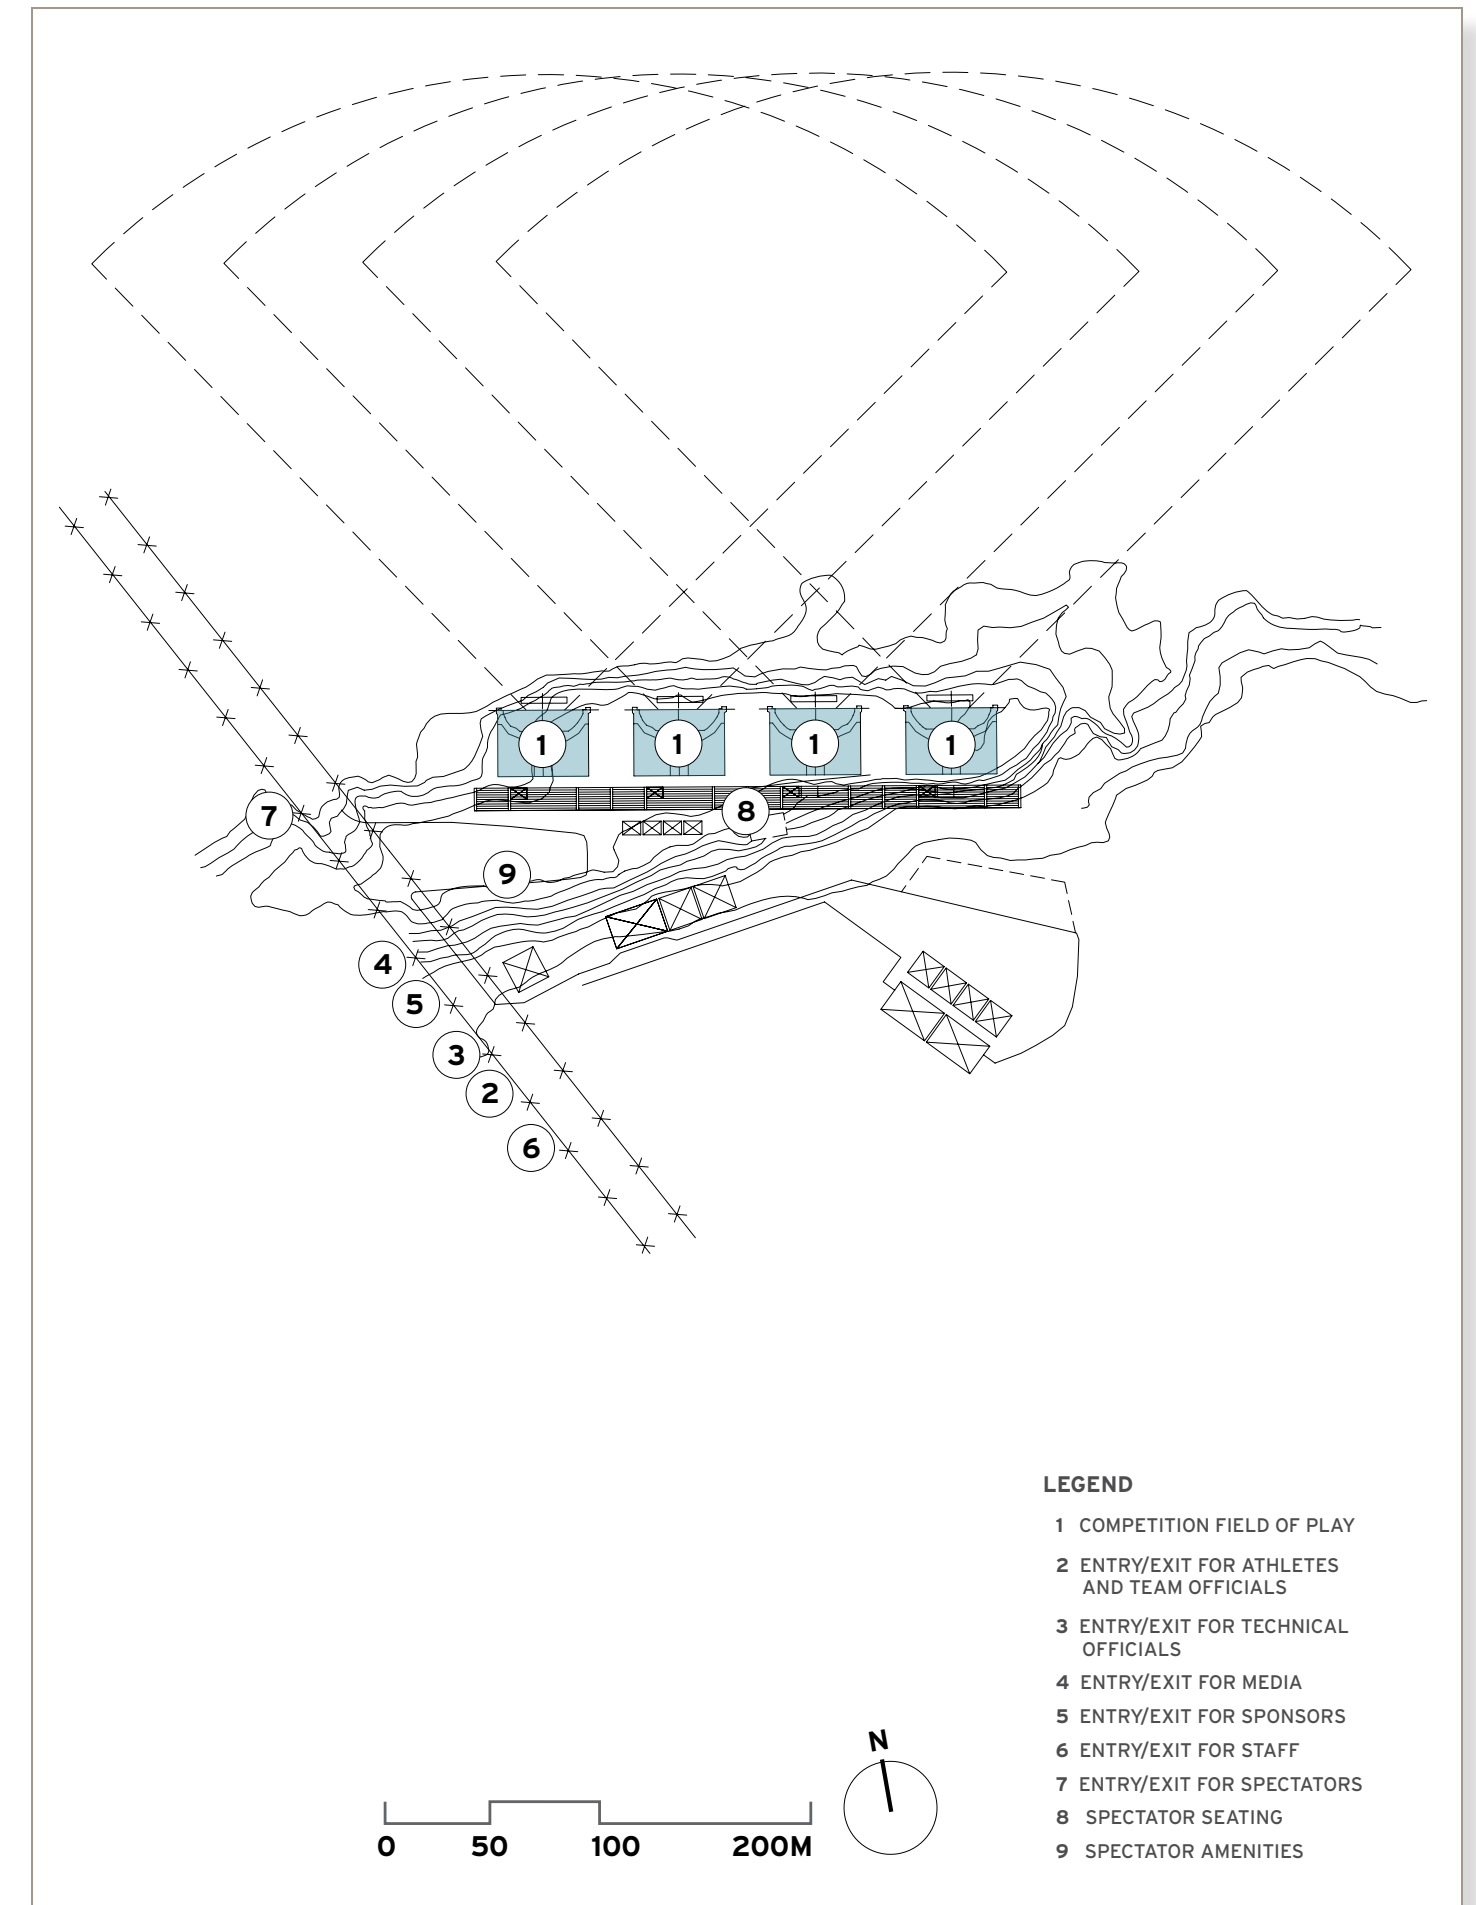 1 1 1 1
7
8
9
4
5
3
2
6
LEGEND
1 COMPETITION FIELD OF PLAY
2 ENTRY/EXIT FOR ATHLETES
AND TEAM OFFICIALS
3 ENTRY/EXIT FOR TECHNICAL
OFFICIALS
4 ENTRY/EXIT FOR MEDIA
5 ENTRY/EXIT FOR SPONSORS
6 ENTRY/EXIT FOR STAFF
7 ENTRY/EXIT FOR SPECTATORS
8 SPECTATOR SEATING
9 SPECTATOR AMENITIES
N
0 50 100 200M